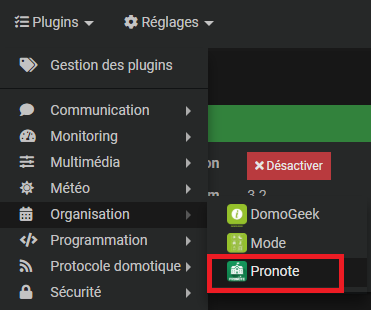 Plugins
Réglages
Gestion des plugins
Communication
Monitoring
Multimédia
on
Désactiver
Météo
3.2
Organisation
DomoGeek
Programmation
Mode
Protocole domotique
Pronote
Sécurité